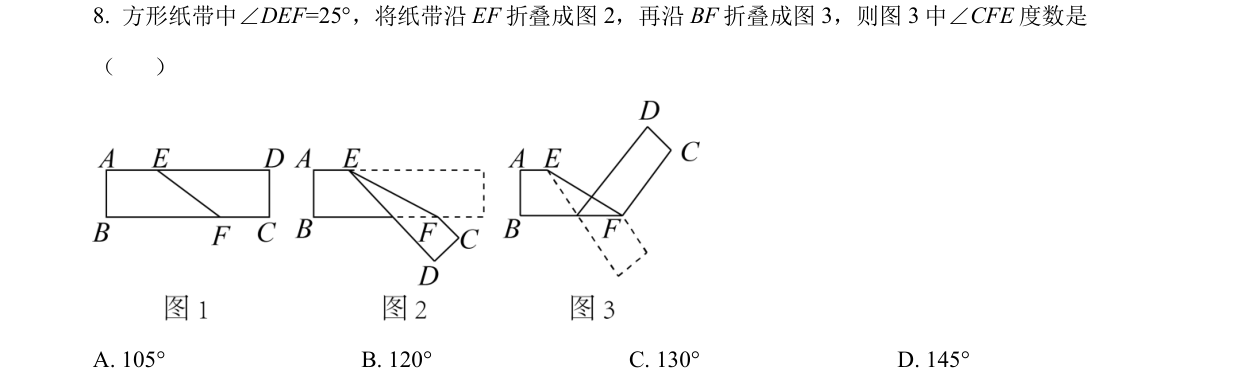 8. 方形纸带中∠DEF=25°，将纸带沿 EF 折叠成图 2，再沿 BF 折叠成图 3，则图 3 中∠CFE 度数是
（　　）
A E D A E D A E C
B F C B F C D B F
图 1 图 2 图 3
A. 105° B. 120° C. 130° D. 145°